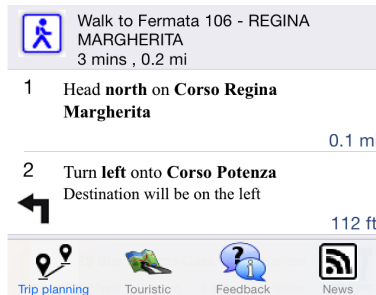 Walk to Fermata 106 - REGINA
MARGHERITA
3 mins , 0.2 mi
1 Head north on Corso Regina
Margherita
0.1 m
2 Turn left onto Corso Potenza
Destination will be on the left
112 ft
Trip planning Touristic Feedback News